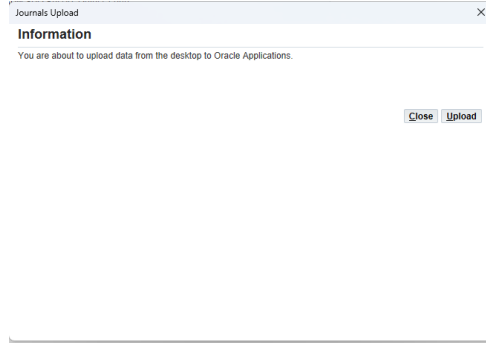 Journals Upload
Information
You are about to upload data from the desktop to Oracle Applications.
Close Upload